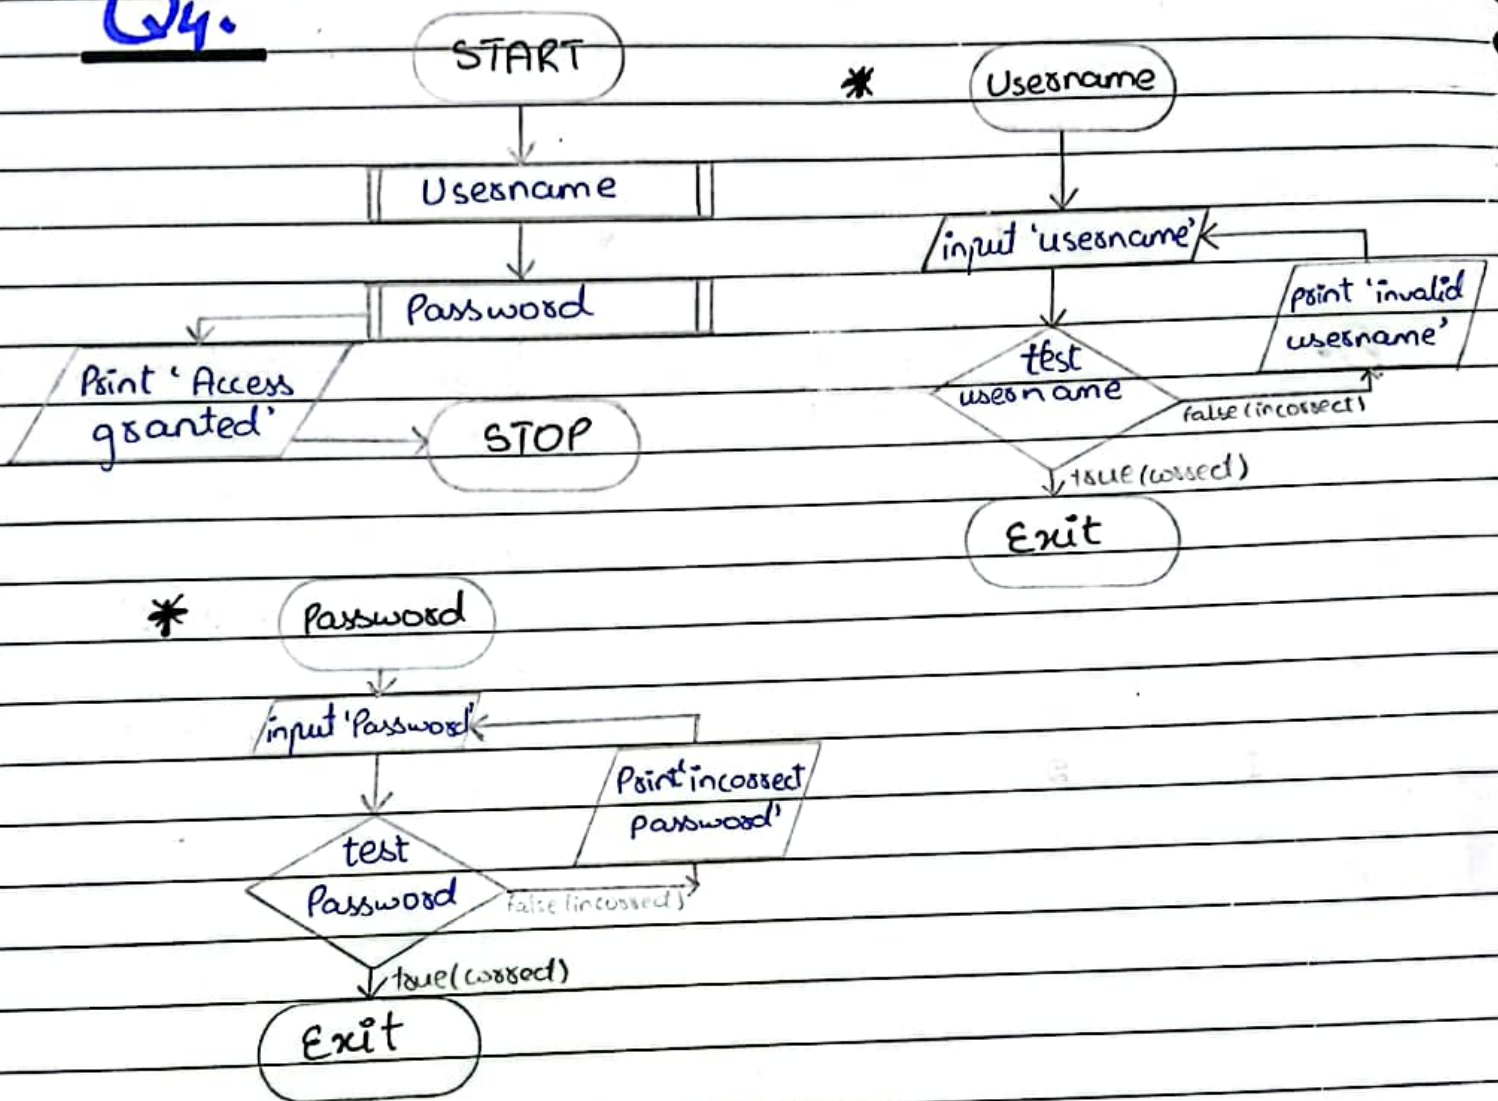 Q4.
START
Username
Password
Print 'Access
granted'
STOP
*
Username
input 'username'
print 'invalid
username'
test
username
false (incorrect)
true (correct)
Exit
*
Password
input 'Password'
Print 'incorrect
password'
test
Password
false (incorrect)
true (correct)
Exit